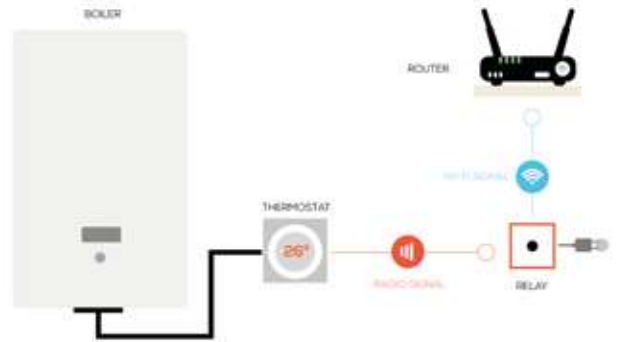 BOILER
ROUTER
WI-FI SIGNAL
THERMOSTAT
26°
RADIO SIGNAL
RELAY